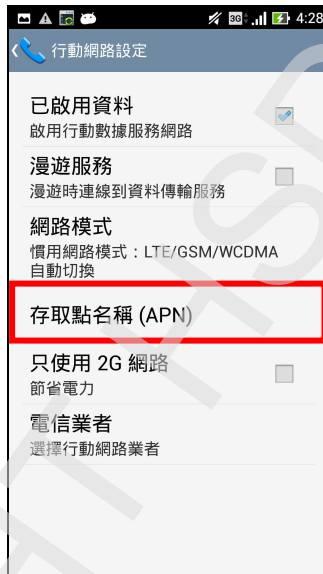 3G 4:28
行動網路設定
已啟用資料
啟用行動數據服務網路
漫遊服務
漫遊時連線到資料傳輸服務
網路模式
慣用網路模式：LTE/GSM/WCDMA
自動切換
存取點名稱 (APN)
只使用 2G 網路
節省電力
電信業者
選擇行動網路業者